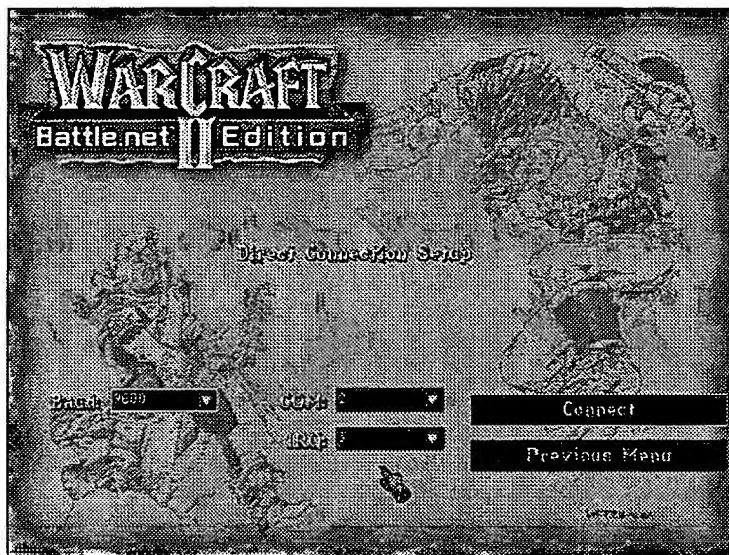 WARCRAFT
II
Battle.net Edition
Direct Connection Setup
Baud: 9600
COM: 2
Connect
IRQ: 3
Previous Menu